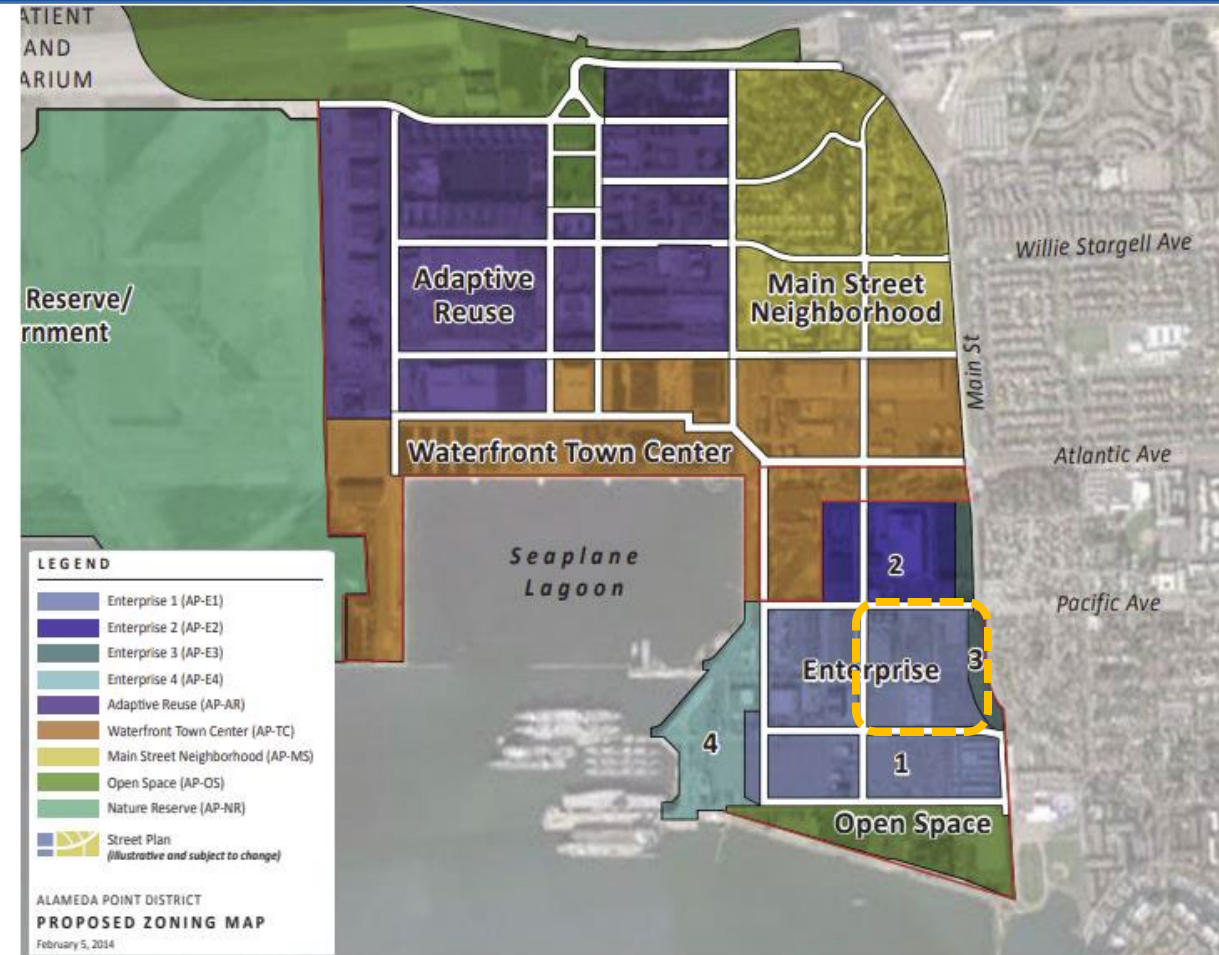 ATIENT
AND
ARIUM
Willie Stargell Ave
Reserve/
rnment
Adaptive
Reuse
Main Street
Neighborhood
Main St
Waterfront Town Center
Atlantic Ave
Seaplane
Lagoon
2
Pacific Ave
Enterprise
3
4
1
Open Space
LEGEND
Enterprise 1 (AP-E1)
Enterprise 2 (AP-E2)
Enterprise 3 (AP-E3)
Enterprise 4 (AP-E4)
Adaptive Reuse (AP-AR)
Waterfront Town Center (AP-TC)
Main Street Neighborhood (AP-MS)
Open Space (AP-OS)
Nature Reserve (AP-NR)
Street Plan
(illustrative and subject to change)
ALAMEDA POINT DISTRICT
PROPOSED ZONING MAP
February 5, 2014